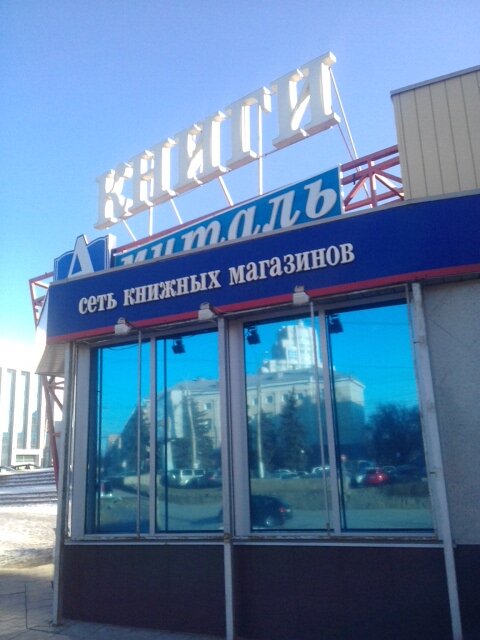 КНИГИ
Амиталь
сеть книжных магазинов